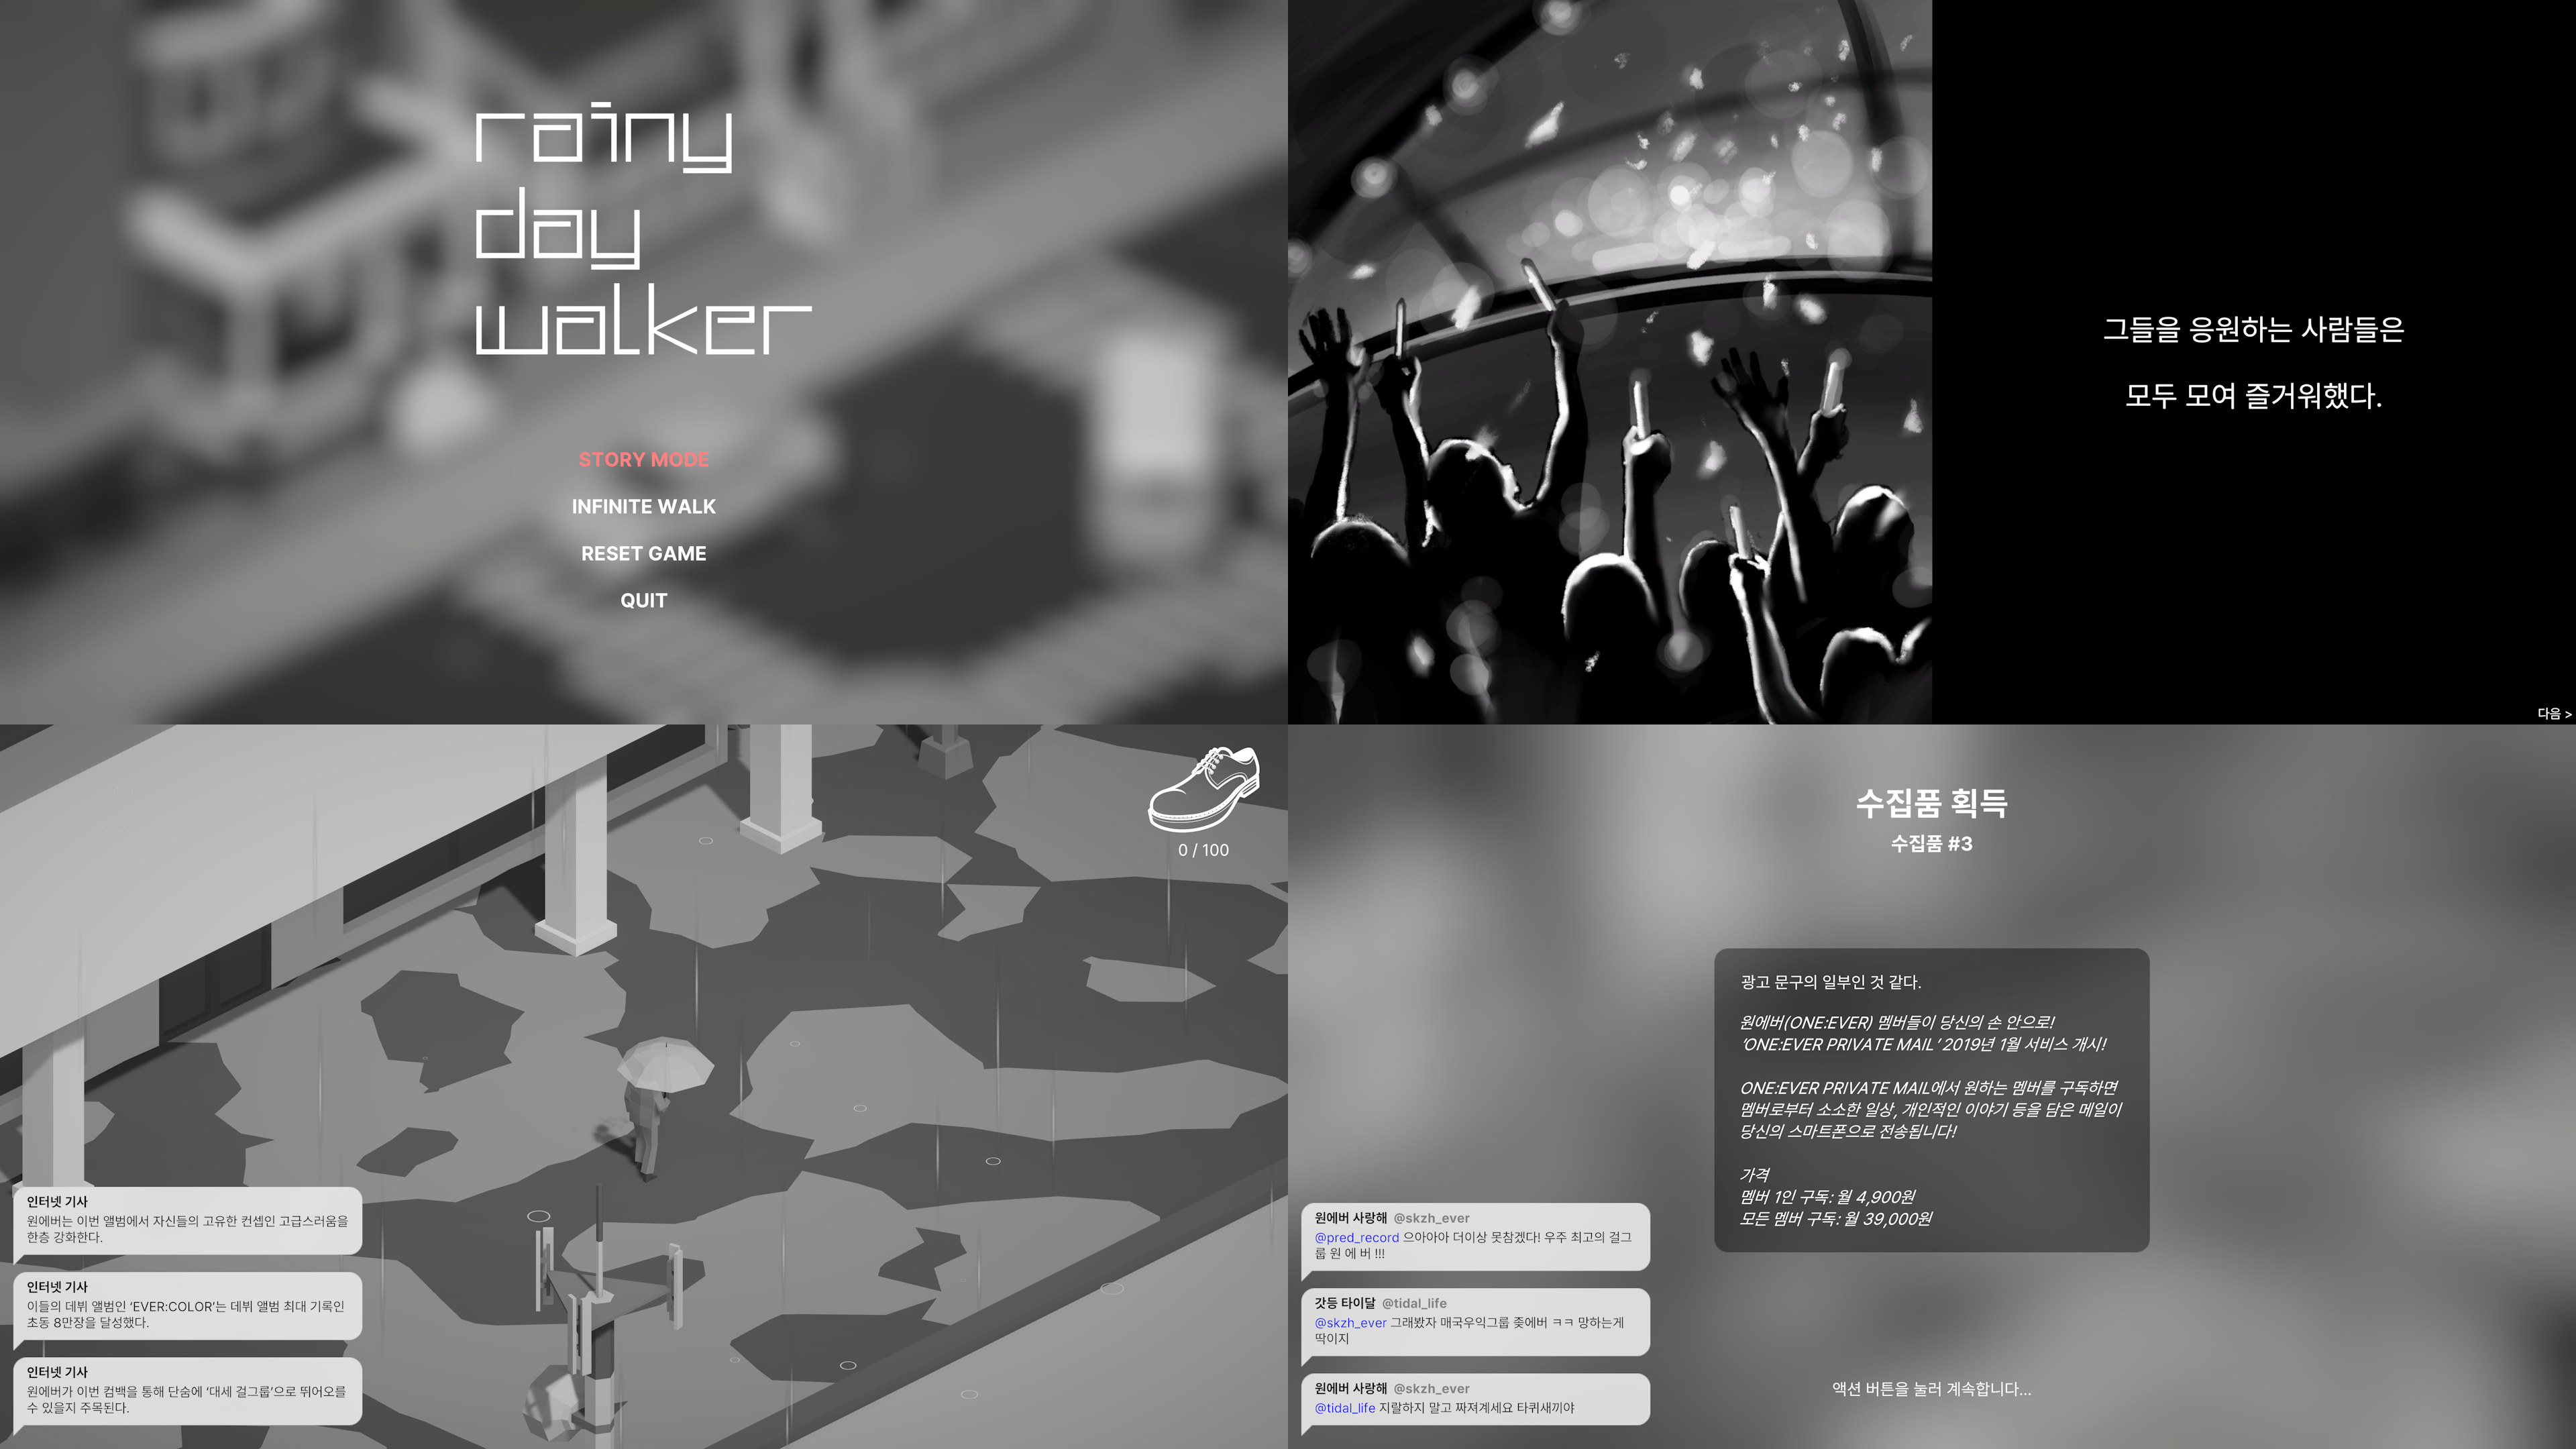 rainy
day
walker
STORY MODE
INFINITE WALK
RESET GAME
QUIT
그들을 응원하는 사람들은
모두 모여 즐거워했다.
다음 >
0 / 100
인터넷 기사
원에버는 이번 앨범에서 자신들의 고유한 컨셉인 고급스러움을
한층 강화한다.
인터넷 기사
이들의 데뷔 앨범인 ‘EVER:COLOR’는 데뷔 앨범 최대 기록인
초동 8만장을 달성했다.
인터넷 기사
원에버가 이번 컴백을 통해 단숨에 ‘대세 걸그룹’으로 뛰어오를
수 있을지 주목된다.
수집품 획득
수집품 #3
광고 문구의 일부인 것 같다.
원에버(ONE:EVER) 멤버들이 당신의 손 안으로!
‘ONE:EVER PRIVATE MAIL’ 2019년 1월 서비스 개시!
ONE:EVER PRIVATE MAIL에서 원하는 멤버를 구독하면
멤버로부터 소소한 일상, 개인적인 이야기 등을 담은 메일이
당신의 스마트폰으로 전송됩니다!
가격
멤버 1인 구독: 월 4,900원
모든 멤버 구독: 월 39,000원
원에버 사랑해 @skzh_ever
@pred_record 으아아아 더이상 못참겠다! 우주 최고의 걸그
룹 원 에 버 !!!
갓등 타이달 @tidal_life
@skzh_ever 그래봤자 매국우익그룹 좆에버 ㅋㅋ 망하는게
딱이지
원에버 사랑해 @skzh_ever
@tidal_life 지랄하지 말고 짜져계세요 타퀴새끼야
액션 버튼을 눌러 계속합니다...